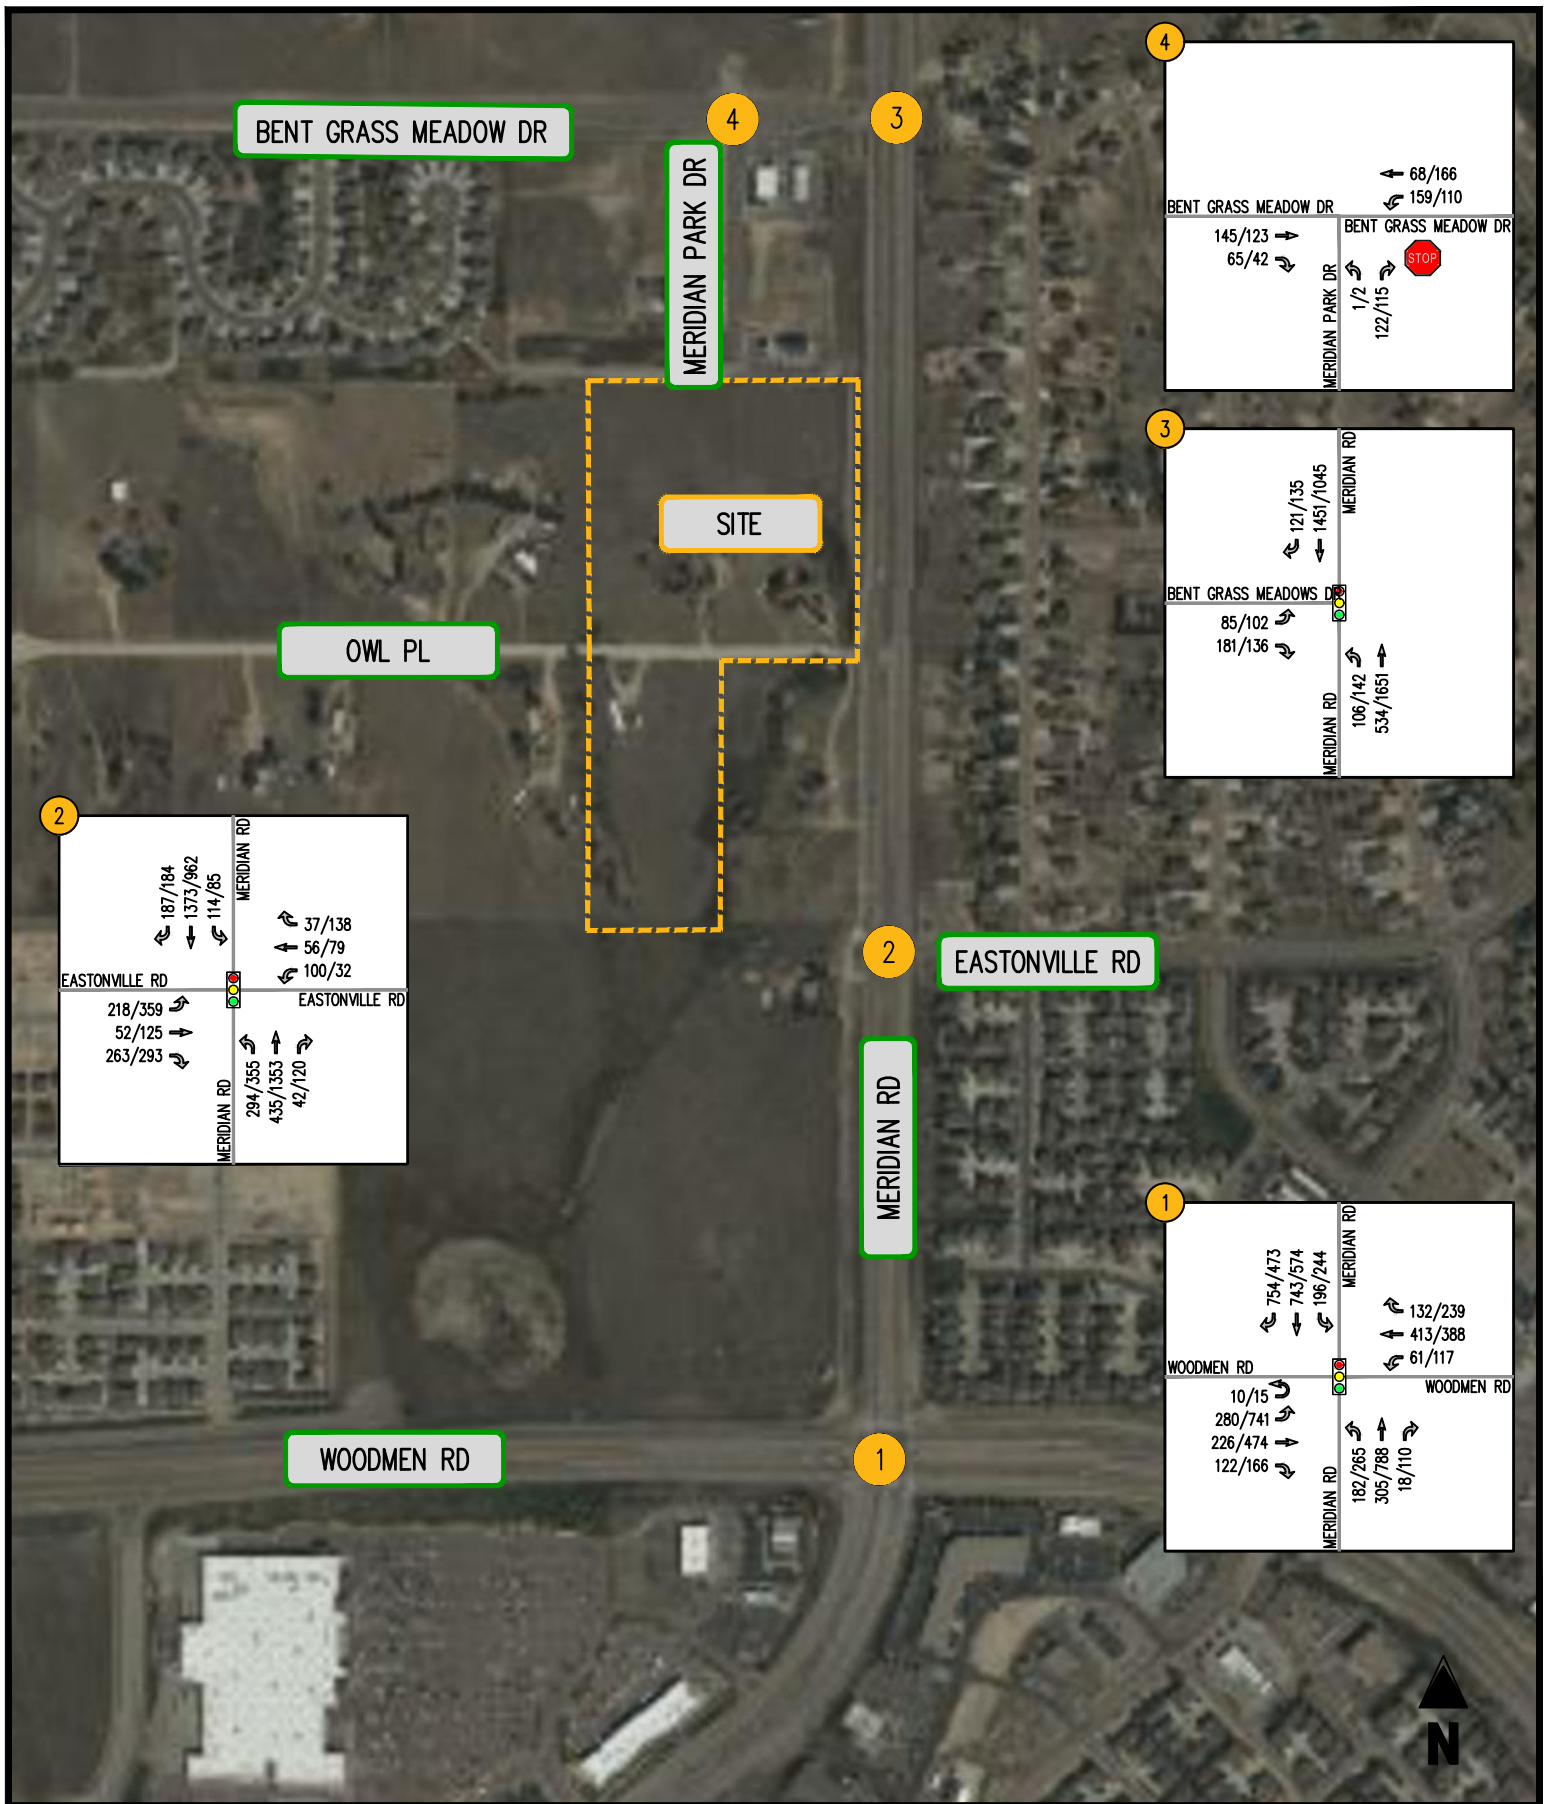 4
BENT GRASS MEADOW DR
4
3
MERIDIAN PARK DR
68/166
159/110
BENT GRASS MEADOW DR
BENT GRASS MEADOW DR
145/123
65/42
STOP
1/2
122/115
MERIDIAN PARK DR
3
MERIDIAN RD
121/135
1451/1045
BENT GRASS MEADOWS DR
85/102
181/136
106/142
534/1651
MERIDIAN RD
SITE
OWL PL
2
MERIDIAN RD
187/184
1373/962
114/85
37/138
56/79
100/32
EASTONVILLE RD
EASTONVILLE RD
218/359
52/125
263/293
294/355
435/1353
42/120
MERIDIAN RD
2
EASTONVILLE RD
MERIDIAN RD
1
MERIDIAN RD
754/473
743/574
196/244
132/239
413/388
61/117
WOODMEN RD
WOODMEN RD
10/15
280/741
226/474
122/166
182/265
305/788
18/110
MERIDIAN RD
WOODMEN RD
1
N